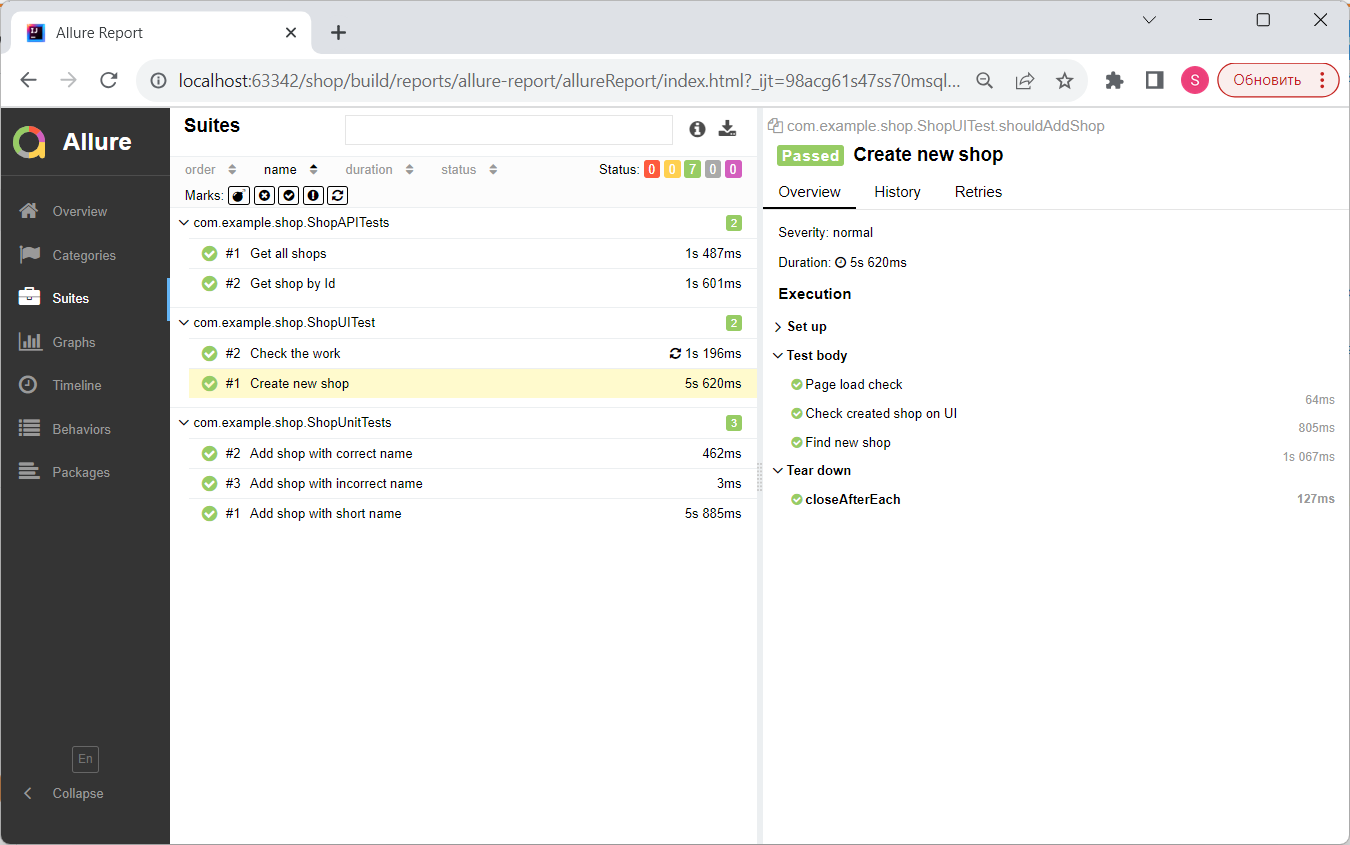 Allure Report
localhost:63342/shop/build/reports/allure-report/allureReport/index.html?_ijt=98acg61s47ss70msql...
S
Обновить
Allure
Overview
Categories
Suites
Graphs
Timeline
Behaviors
Packages
En
Collapse
Suites
order name duration status Status: 0 0 7 0 0
Marks:
com.example.shop.ShopAPITests 2
#1 Get all shops 1s 487ms
#2 Get shop by Id 1s 601ms
com.example.shop.ShopUITest 2
#2 Check the work 1s 196ms
#1 Create new shop 5s 620ms
com.example.shop.ShopUnitTests 3
#2 Add shop with correct name 462ms
#3 Add shop with incorrect name 3ms
#1 Add shop with short name 5s 885ms
com.example.shop.ShopUITest.shouldAddShop
Passed Create new shop
Overview History Retries
Severity: normal
Duration: 5s 620ms
Execution
Set up
Test body
Page load check
64ms
Check created shop on UI
805ms
Find new shop
1s 067ms
Tear down
closeAfterEach 127ms